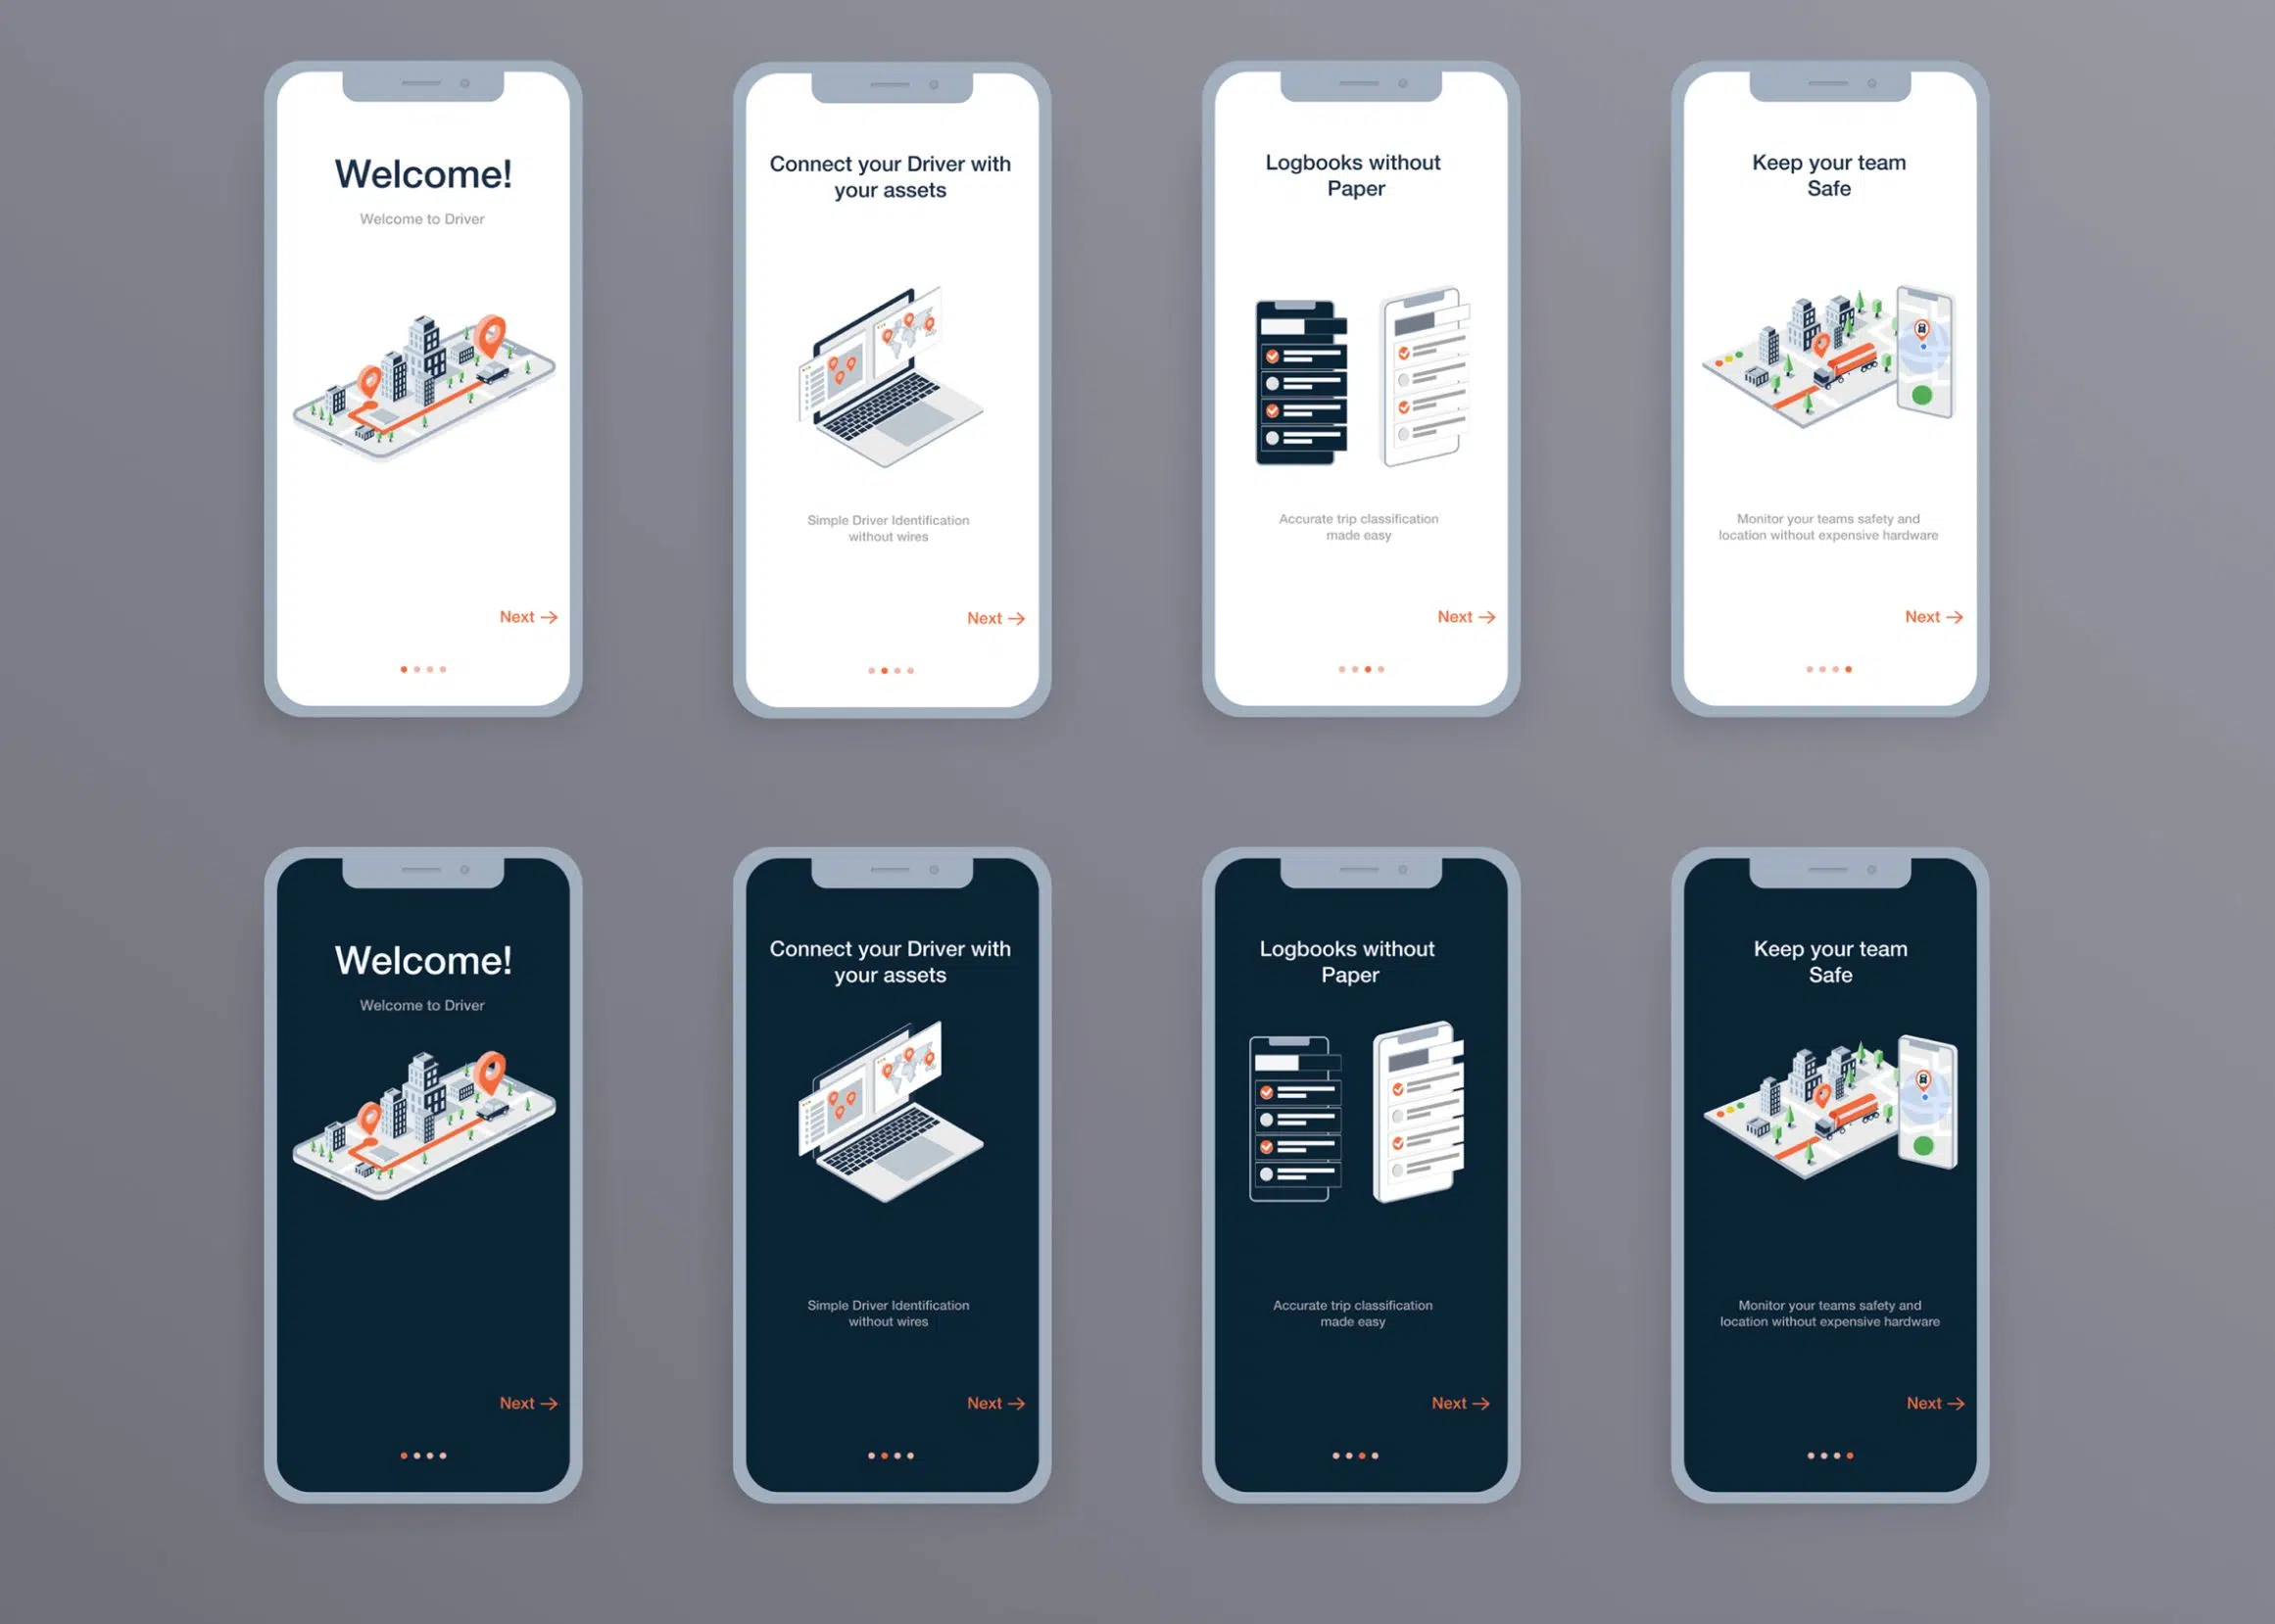 Welcome!
Welcome to Driver
Next →
Connect your Driver with
your assets
Simple Driver Identification
without wires
Next →
Logbooks without
Paper
Accurate trip classification
made easy
Next →
Keep your team
Safe
Monitor your teams safety and
location without expensive hardware
Next →
Welcome!
Welcome to Driver
Next →
Connect your Driver with
your assets
Simple Driver Identification
without wires
Next →
Logbooks without
Paper
Accurate trip classification
made easy
Next →
Keep your team
Safe
Monitor your teams safety and
location without expensive hardware
Next →